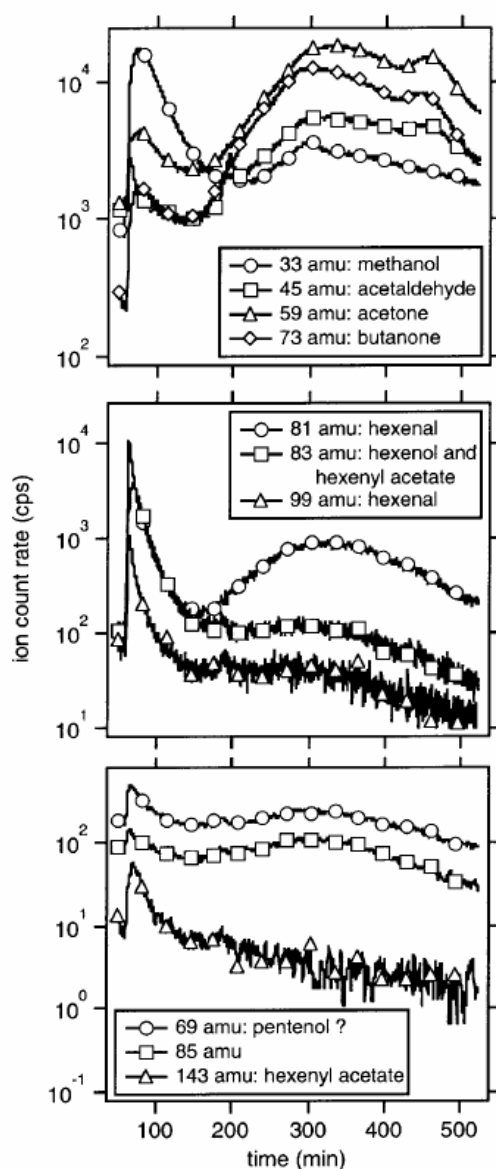 10^4
10^3
10^2
33 amu: methanol
45 amu: acetaldehyde
59 amu: acetone
73 amu: butanone
ion count rate (cps)
10^4
10^3
10^2
10^1
81 amu: hexenal
83 amu: hexenol and
hexenyl acetate
99 amu: hexenal
10^2
10^1
10^0
10^-1
69 amu: pentenol ?
85 amu
143 amu: hexenyl acetate
100 200 300 400 500
time (min)